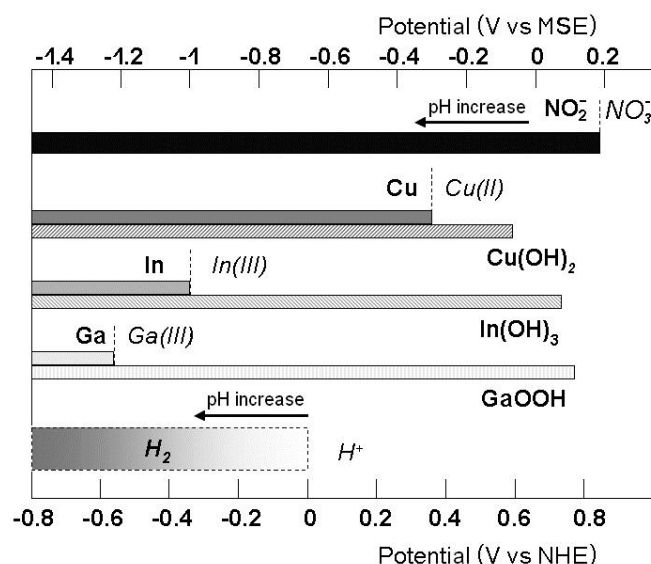 Potential (V vs MSE)
-1.4 -1.2 -1 -0.8 -0.6 -0.4 -0.2 0 0.2
pH increase NO₂⁻ NO₃⁻
Cu Cu(II)
Cu(OH)₂
In In(III)
In(OH)₃
Ga Ga(III)
GaOOH
pH increase
H₂ H⁺
-0.8 -0.6 -0.4 -0.2 0 0.2 0.4 0.6 0.8
Potential (V vs NHE)